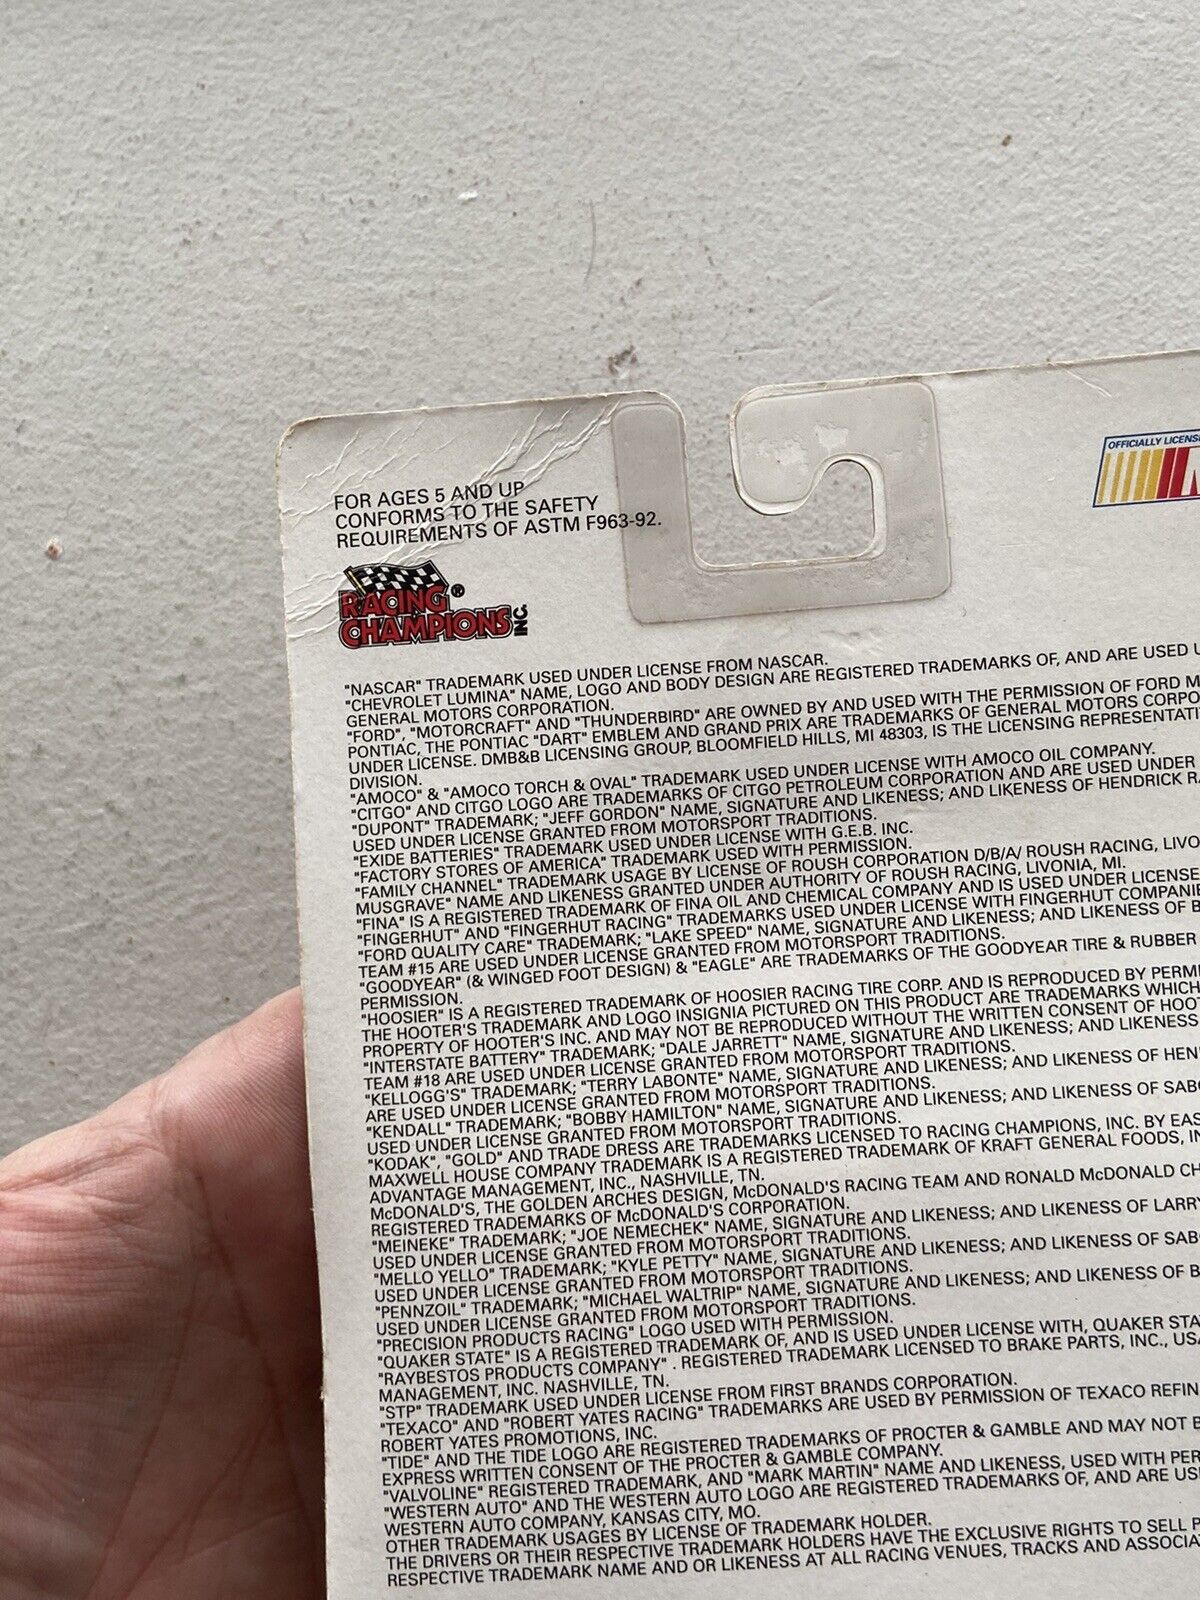 FOR AGES 5 AND UP
CONFORMS TO THE SAFETY
REQUIREMENTS OF ASTM F963-92.
OFFICIALLY LICENS
RACING ®
CHAMPIONS INC.
"NASCAR" TRADEMARK USED UNDER LICENSE FROM NASCAR.
"CHEVROLET LUMINA" NAME, LOGO AND BODY DESIGN ARE REGISTERED TRADEMARKS OF, AND ARE USED U
GENERAL MOTORS CORPORATION.
"FORD", "MOTORCRAFT" AND "THUNDERBIRD" ARE OWNED BY AND USED WITH THE PERMISSION OF FORD M
PONTIAC, THE PONTIAC "DART" EMBLEM AND GRAND PRIX ARE TRADEMARKS OF GENERAL MOTORS CORPO
UNDER LICENSE. DMB&B LICENSING GROUP, BLOOMFIELD HILLS, MI 48303, IS THE LICENSING REPRESENTATI
DIVISION.
"AMOCO" & "AMOCO TORCH & OVAL" TRADEMARK USED UNDER LICENSE WITH AMOCO OIL COMPANY.
"CITGO" AND CITGO LOGO ARE TRADEMARKS OF CITGO PETROLEUM CORPORATION AND ARE USED UNDER
"DUPONT" TRADEMARK; "JEFF GORDON" NAME, SIGNATURE AND LIKENESS; AND LIKENESS OF HENDRICK R
USED UNDER LICENSE GRANTED FROM MOTORSPORT TRADITIONS.
"EXIDE BATTERIES" TRADEMARK USED UNDER LICENSE WITH G.E.B. INC.
"FACTORY STORES OF AMERICA" TRADEMARK USED WITH PERMISSION.
"FAMILY CHANNEL" TRADEMARK USAGE BY LICENSE OF ROUSH CORPORATION D/B/A/ ROUSH RACING, LIVO
MUSGRAVE" NAME AND LIKENESS GRANTED UNDER AUTHORITY OF ROUSH RACING, LIVONIA, MI.
"FINA" IS A REGISTERED TRADEMARK OF FINA OIL AND CHEMICAL COMPANY AND IS USED UNDER LICENSE
"FINGERHUT" AND "FINGERHUT RACING" TRADEMARKS USED UNDER LICENSE WITH FINGERHUT COMPANIE
"FORD QUALITY CARE" TRADEMARK; "LAKE SPEED" NAME, SIGNATURE AND LIKENESS; AND LIKENESS OF B
TEAM #15 ARE USED UNDER LICENSE GRANTED FROM MOTORSPORT TRADITIONS.
"GOODYEAR" (& WINGED FOOT DESIGN) & "EAGLE" ARE TRADEMARKS OF THE GOODYEAR TIRE & RUBBER
PERMISSION.
"HOOSIER" IS A REGISTERED TRADEMARK OF HOOSIER RACING TIRE CORP. AND IS REPRODUCED BY PERMI
THE HOOTER'S TRADEMARK AND LOGO INSIGNIA PICTURED ON THIS PRODUCT ARE TRADEMARKS WHICH
PROPERTY OF HOOTER'S INC. AND MAY NOT BE REPRODUCED WITHOUT THE WRITTEN CONSENT OF HOOT
"INTERSTATE BATTERY" TRADEMARK; "DALE JARRETT" NAME, SIGNATURE AND LIKENESS; AND LIKENESS
TEAM #18 ARE USED UNDER LICENSE GRANTED FROM MOTORSPORT TRADITIONS.
"KELLOGG'S" TRADEMARK; "TERRY LABONTE" NAME, SIGNATURE AND LIKENESS; AND LIKENESS OF HEN
ARE USED UNDER LICENSE GRANTED FROM MOTORSPORT TRADITIONS.
"KENDALL" TRADEMARK; "BOBBY HAMILTON" NAME, SIGNATURE AND LIKENESS; AND LIKENESS OF SABC
USED UNDER LICENSE GRANTED FROM MOTORSPORT TRADITIONS.
"KODAK", "GOLD" AND TRADE DRESS ARE TRADEMARKS LICENSED TO RACING CHAMPIONS, INC. BY EAS
MAXWELL HOUSE COMPANY TRADEMARK IS A REGISTERED TRADEMARK OF KRAFT GENERAL FOODS, IN
ADVANTAGE MANAGEMENT, INC., NASHVILLE, TN.
McDONALD'S, THE GOLDEN ARCHES DESIGN, McDONALD'S RACING TEAM AND RONALD McDONALD CH
REGISTERED TRADEMARKS OF McDONALD'S CORPORATION.
"MEINEKE" TRADEMARK; "JOE NEMECHEK" NAME, SIGNATURE AND LIKENESS; AND LIKENESS OF LARRY
USED UNDER LICENSE GRANTED FROM MOTORSPORT TRADITIONS.
"MELLO YELLO" TRADEMARK; "KYLE PETTY" NAME, SIGNATURE AND LIKENESS; AND LIKENESS OF SABC
USED UNDER LICENSE GRANTED FROM MOTORSPORT TRADITIONS.
"PENNZOIL" TRADEMARK; "MICHAEL WALTRIP" NAME, SIGNATURE AND LIKENESS; AND LIKENESS OF B
USED UNDER LICENSE GRANTED FROM MOTORSPORT TRADITIONS.
"PRECISION PRODUCTS RACING" LOGO USED WITH PERMISSION.
"QUAKER STATE" IS A REGISTERED TRADEMARK OF, AND IS USED UNDER LICENSE WITH, QUAKER STA
"RAYBESTOS PRODUCTS COMPANY" . REGISTERED TRADEMARK LICENSED TO BRAKE PARTS, INC., USA
MANAGEMENT, INC. NASHVILLE, TN.
"STP" TRADEMARK USED UNDER LICENSE FROM FIRST BRANDS CORPORATION.
"TEXACO" AND "ROBERT YATES RACING" TRADEMARKS ARE USED BY PERMISSION OF TEXACO REFIN
ROBERT YATES PROMOTIONS, INC.
"TIDE" AND THE TIDE LOGO ARE REGISTERED TRADEMARKS OF PROCTER & GAMBLE AND MAY NOT B
EXPRESS WRITTEN CONSENT OF THE PROCTER & GAMBLE COMPANY.
"VALVOLINE" REGISTERED TRADEMARK, AND "MARK MARTIN" NAME AND LIKENESS, USED WITH PER
"WESTERN AUTO" AND THE WESTERN AUTO LOGO ARE REGISTERED TRADEMARKS OF, AND ARE US
WESTERN AUTO COMPANY, KANSAS CITY, MO.
OTHER TRADEMARK USAGES BY LICENSE OF TRADEMARK HOLDER.
THE DRIVERS OR THEIR RESPECTIVE TRADEMARK HOLDERS HAVE THE EXCLUSIVE RIGHTS TO SELL P
RESPECTIVE TRADEMARK NAME AND OR LIKENESS AT ALL RACING VENUES, TRACKS AND ASSOCIA